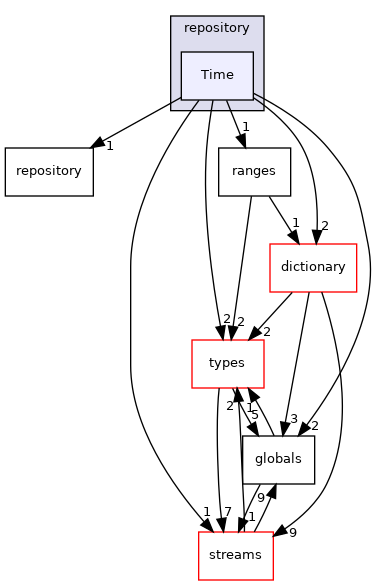 repository
Time
1
1
repository
ranges
1
2
dictionary
2
2
2
types
2
1
5
3
2
globals
9
1
7
1
streams
9